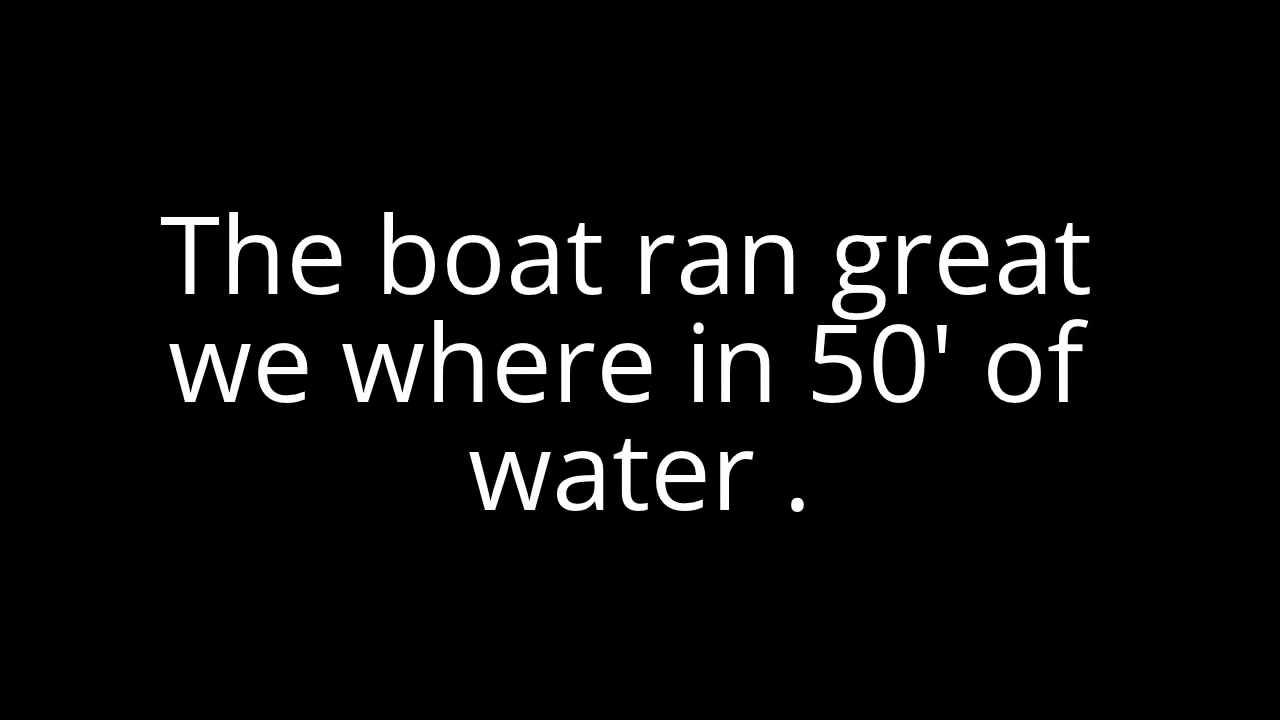 The boat ran great
we where in 50' of
water .